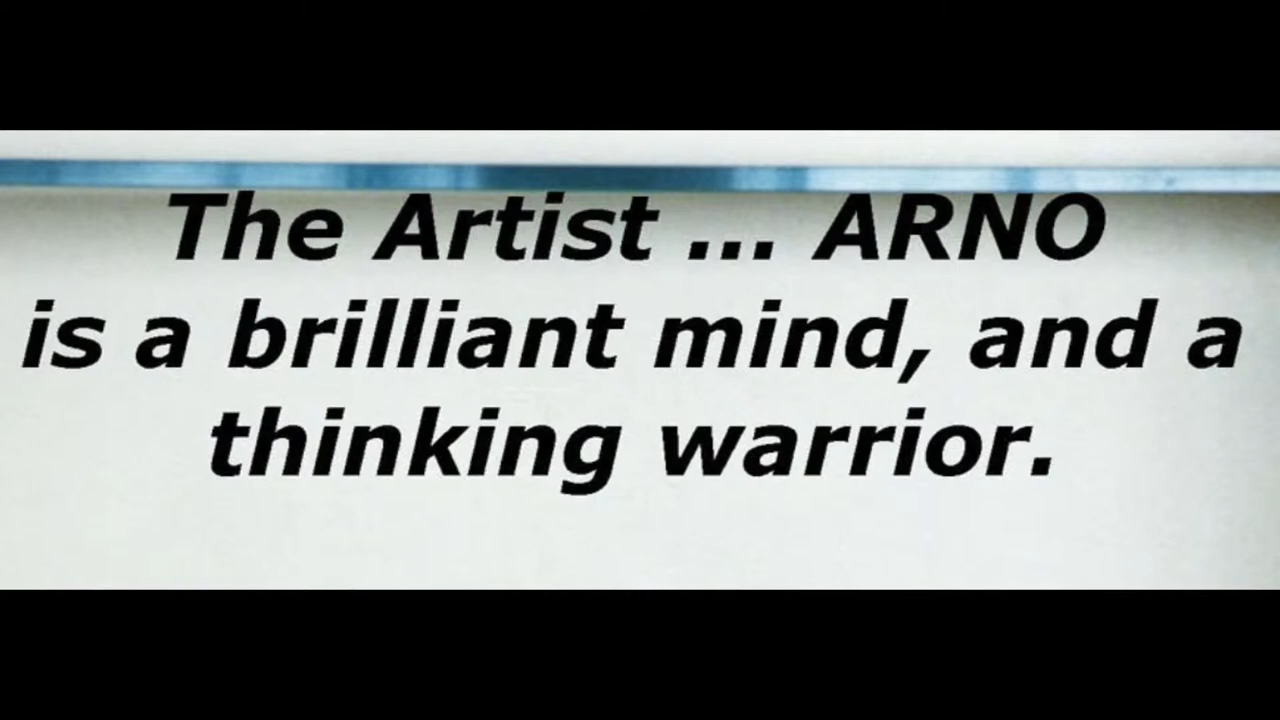 The Artist ... ARNO
is a brilliant mind, and a
thinking warrior.